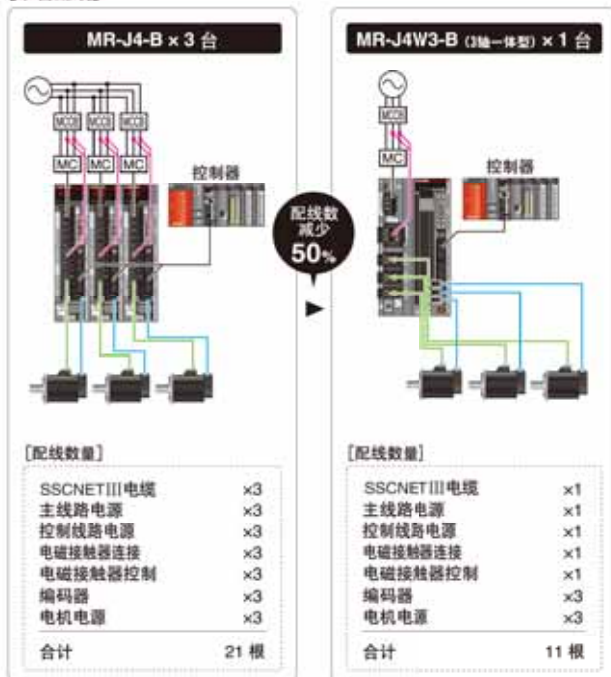 MR-J4-B × 3 台
MCCB MCCB MCCB
MC MC MC
控制器
[配线数量]
SSCNETIII电缆 ×3
主线路电源 ×3
控制线路电源 ×3
电磁接触器连接 ×3
电磁接触器控制 ×3
编码器 ×3
电机电源 ×3
合计 21 根
配线数
减少
50%
MR-J4W3-B (3轴一体型) × 1 台
MCCB
MC
控制器
[配线数量]
SSCNETIII电缆 ×1
主线路电源 ×1
控制线路电源 ×1
电磁接触器连接 ×1
电磁接触器控制 ×1
编码器 ×3
电机电源 ×3
合计 11 根